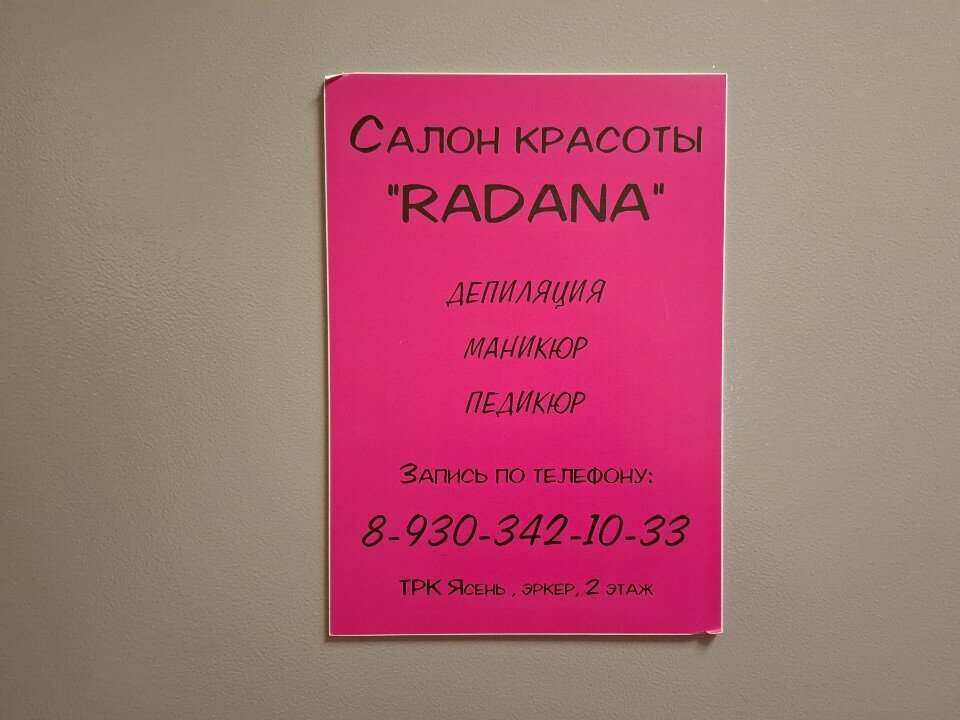 Салон красоты
"RADANA"
депиляция
маникюр
педикюр
Запись по телефону:
8-930-342-10-33
ТРК Ясень , эркер, 2 этаж